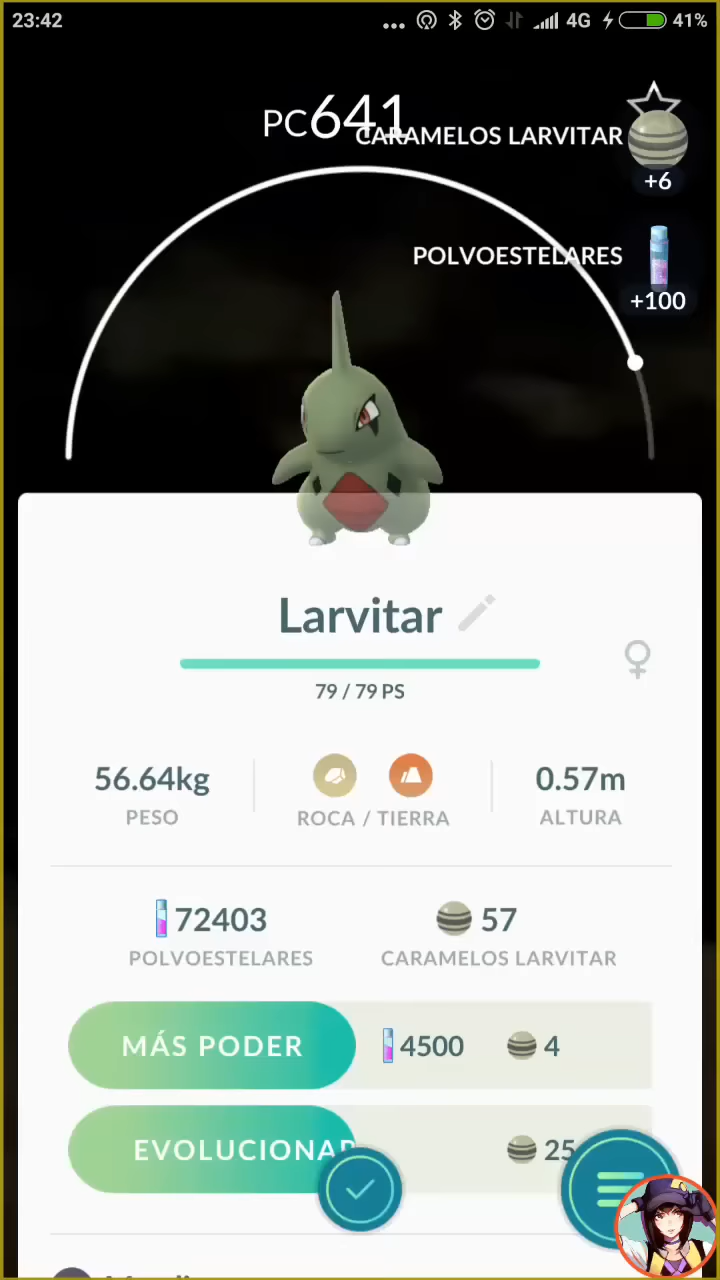 23:42
4G
41%
PC641
CARAMELOS LARVITAR
+6
POLVOESTELARES
+100
Larvitar
79 / 79 PS
56.64kg
PESO
ROCA / TIERRA
0.57m
ALTURA
72403
POLVOESTELARES
57
CARAMELOS LARVITAR
MÁS PODER
4500
4
EVOLUCIONAR
25